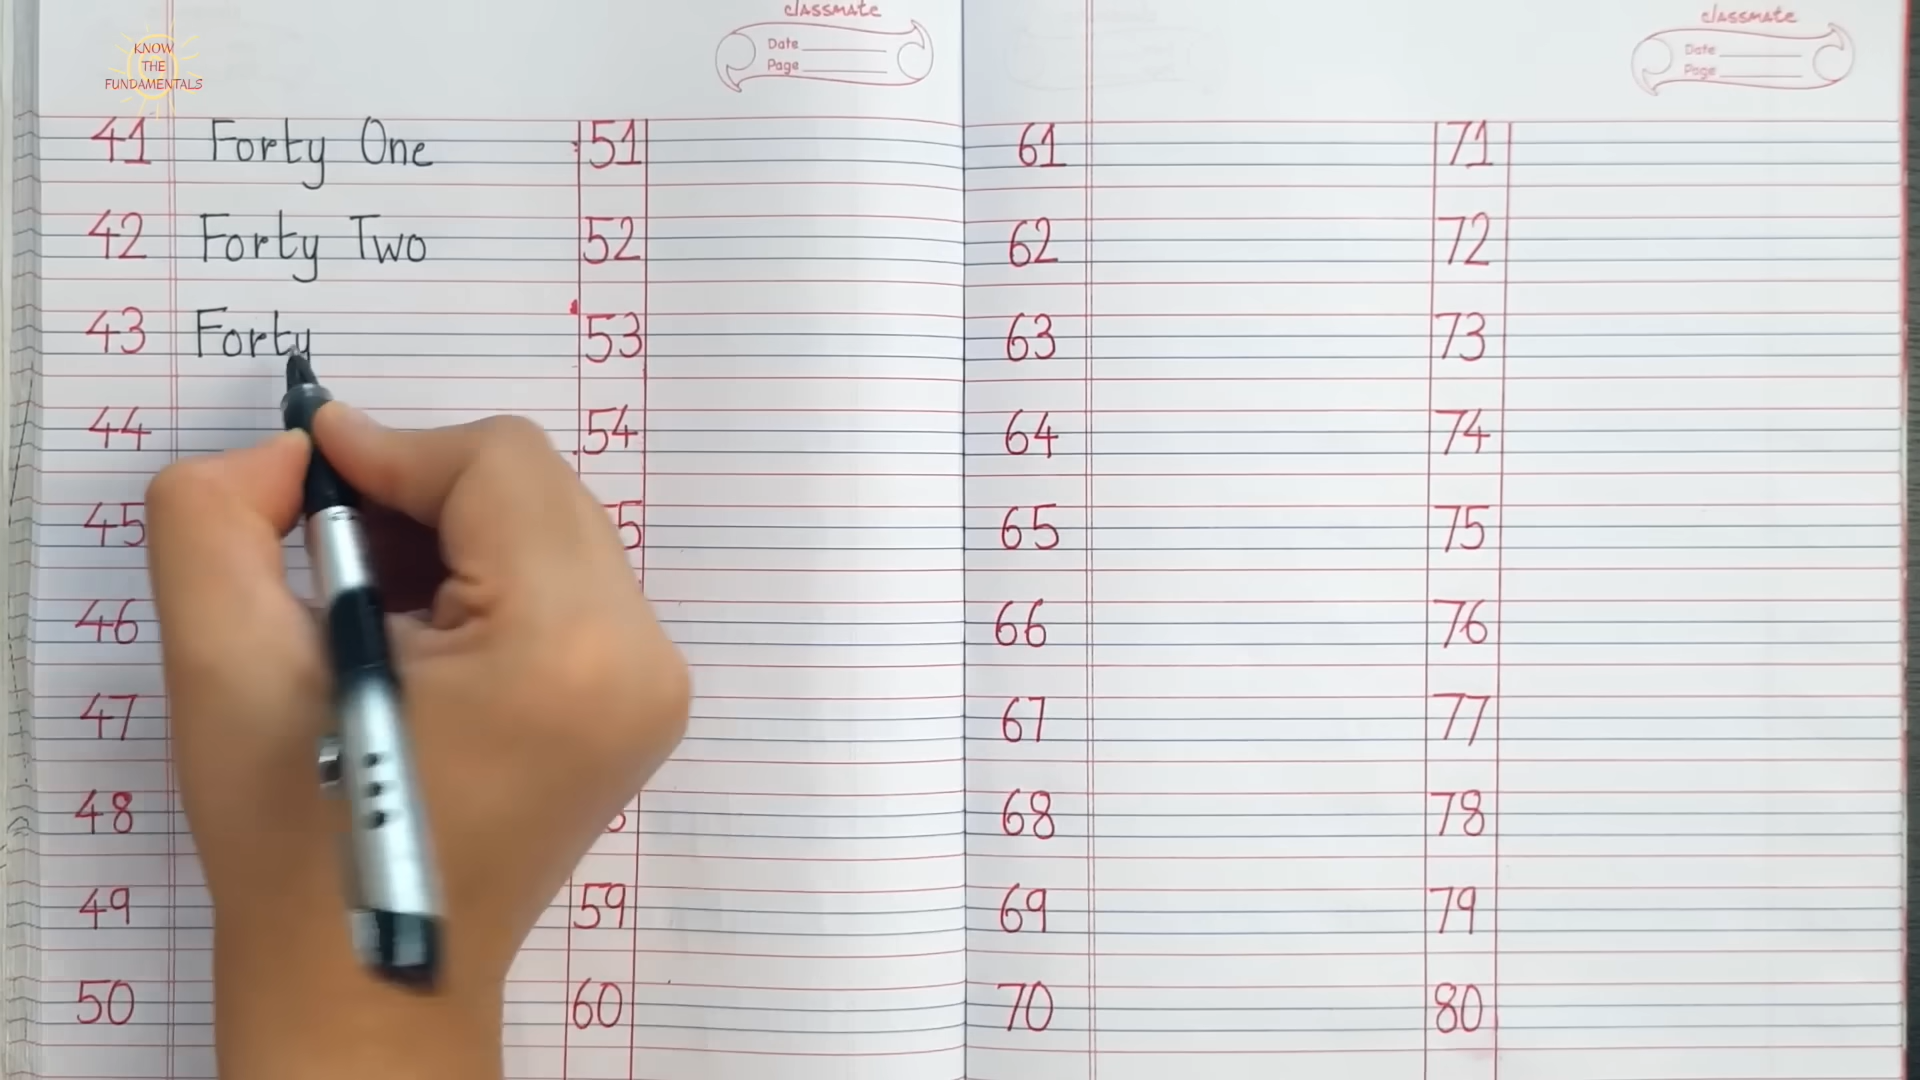 KNOW
THE
FUNDAMENTALS
classmate
Date
Page
classmate
Date
Page
41 Forty One 51
42 Forty Two 52
43 Forty 53
44 54
45
46
47
48
49 59
50 60
61 71
62 72
63 73
64 74
65 75
66 76
67 77
68 78
69 79
70 80